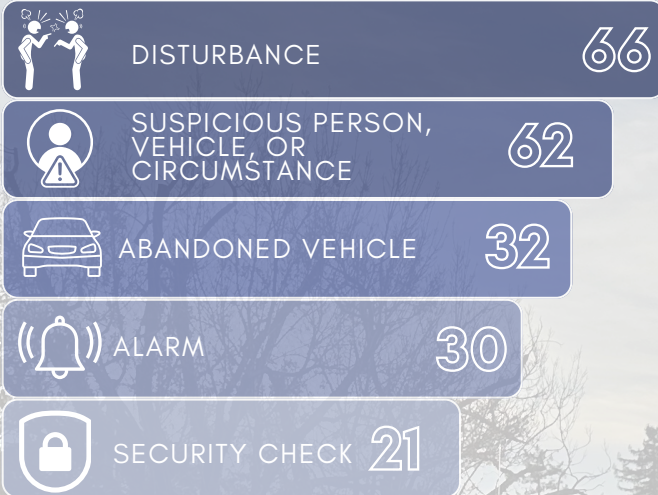 DISTURBANCE 66
SUSPICIOUS PERSON,
VEHICLE, OR 62
CIRCUMSTANCE
ABANDONED VEHICLE 32
ALARM 30
SECURITY CHECK 21